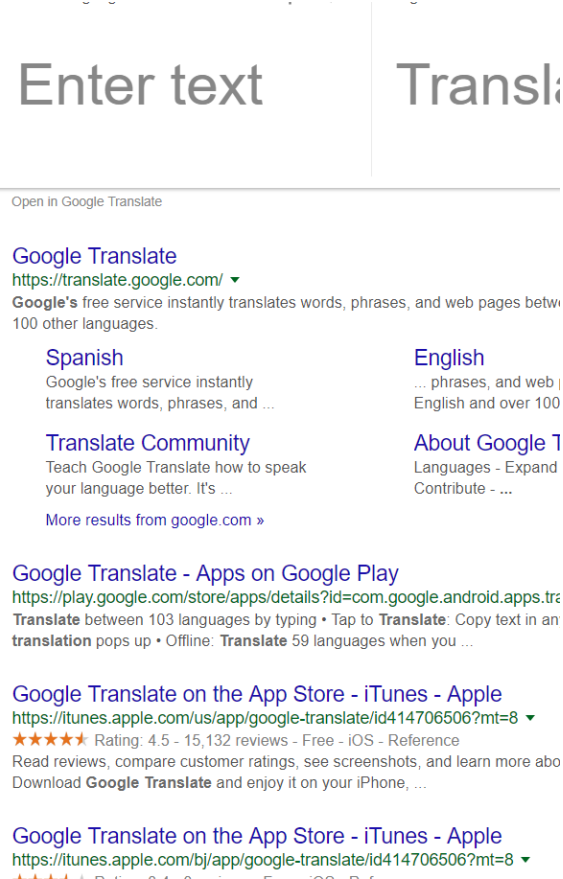 Enter text
Transla
Open in Google Translate
Google Translate
https://translate.google.com/
Google's free service instantly translates words, phrases, and web pages betwe
100 other languages.
Spanish
Google's free service instantly
translates words, phrases, and ...
English
... phrases, and web
English and over 100
Translate Community
Teach Google Translate how to speak
your language better. It's ...
About Google T
Languages - Expand
Contribute - ...
More results from google.com »
Google Translate - Apps on Google Play
https://play.google.com/store/apps/details?id=com.google.android.apps.tra
Translate between 103 languages by typing • Tap to Translate: Copy text in an
translation pops up • Offline: Translate 59 languages when you ...
Google Translate on the App Store - iTunes - Apple
https://itunes.apple.com/us/app/google-translate/id414706506?mt=8
Rating: 4.5 - 15,132 reviews - Free - iOS - Reference
Read reviews, compare customer ratings, see screenshots, and learn more abo
Download Google Translate and enjoy it on your iPhone, ...
Google Translate on the App Store - iTunes - Apple
https://itunes.apple.com/bj/app/google-translate/id414706506?mt=8